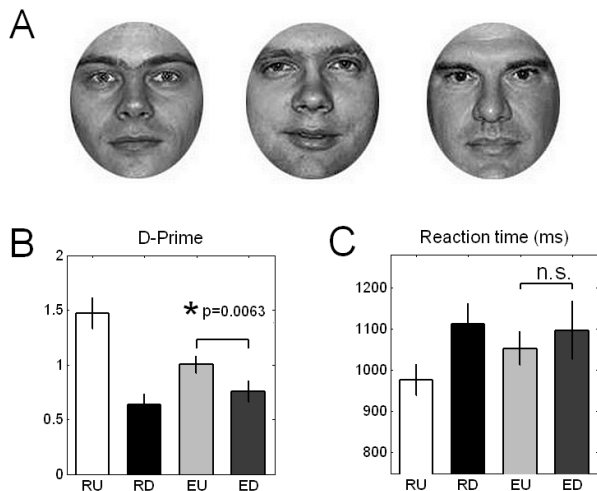 A
B
D-Prime
2
1.5
1
0.5
0
* p=0.0063
RU RD EU ED
C
Reaction time (ms)
1200
1100
1000
900
800
n.s.
RU RD EU ED